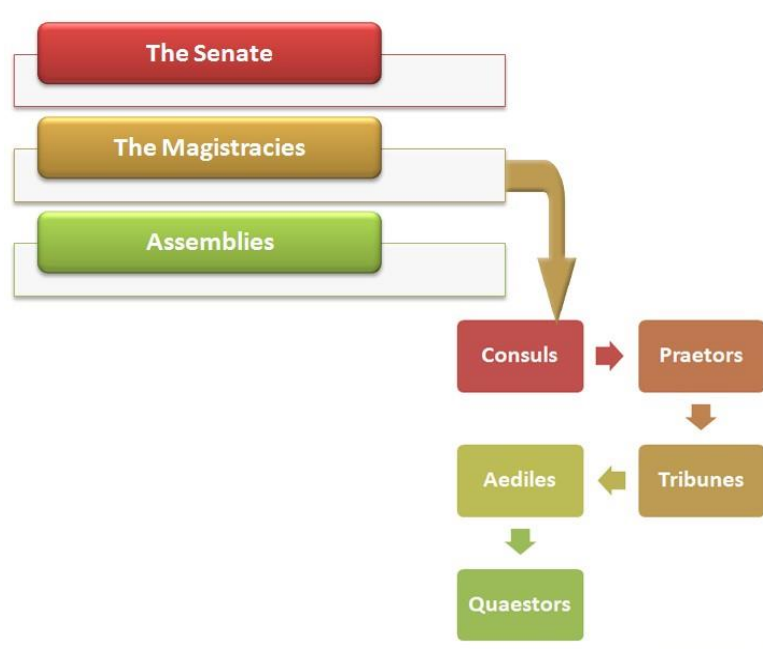 The Senate
The Magistracies
Assemblies
Consuls
Praetors
Tribunes
Aediles
Quaestors